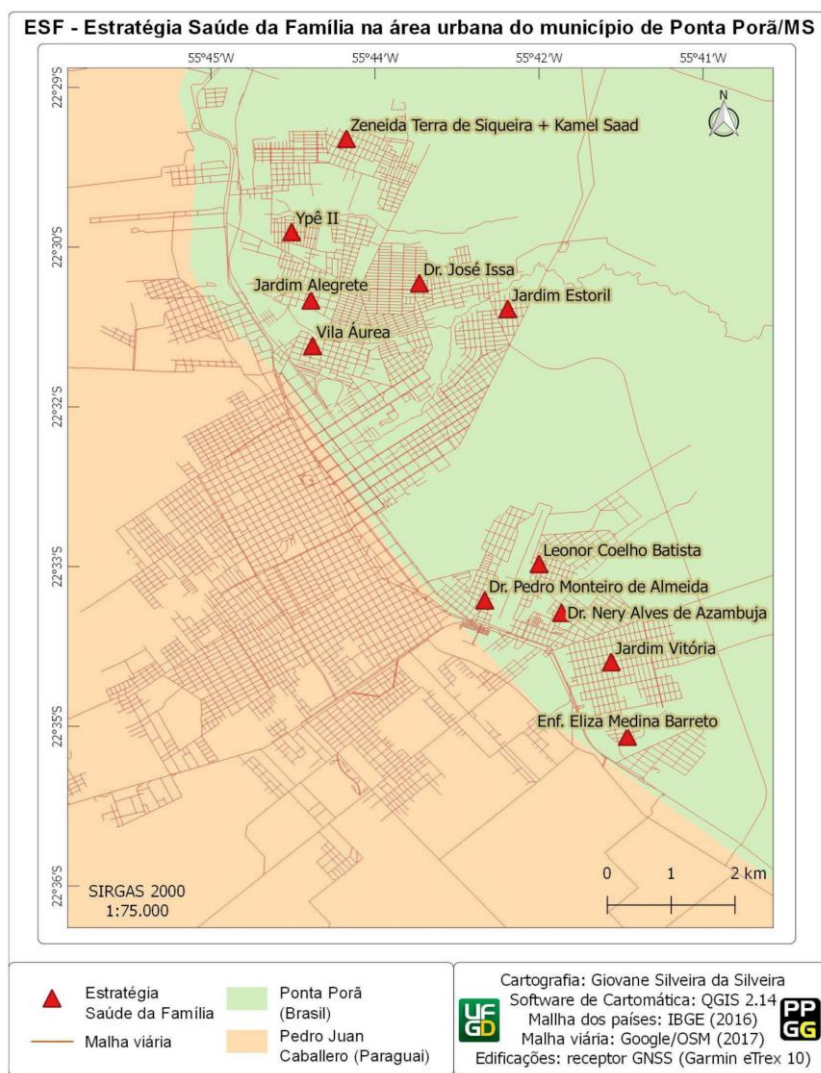 ESF - Estratégia Saúde da Família na área urbana do município de Ponta Porã/MS
55°45'W
55°44'W
55°42'W
55°41'W
22°29'S
22°30'S
22°32'S
22°33'S
22°35'S
22°36'S
N
Zeneida Terra de Siqueira + Kamel Saad
Ypê II
Dr. José Issa
Jardim Alegrete
Jardim Estoril
Vila Áurea
Leonor Coelho Batista
Dr. Pedro Monteiro de Almeida
Dr. Nery Alves de Azambuja
Jardim Vitória
Enf. Eliza Medina Barreto
0 1 2 km
SIRGAS 2000
1:75.000
Estratégia
Saúde da Família
Malha viária
Ponta Porã
(Brasil)
Pedro Juan
Caballero (Paraguai)
Cartografia: Giovane Silveira da Silveira
Software de Cartomática: QGIS 2.14
Mallha dos países: IBGE (2016)
Malha viária: Google/OSM (2017)
Edificações: receptor GNSS (Garmin eTrex 10)
UF
GD
PP
GG